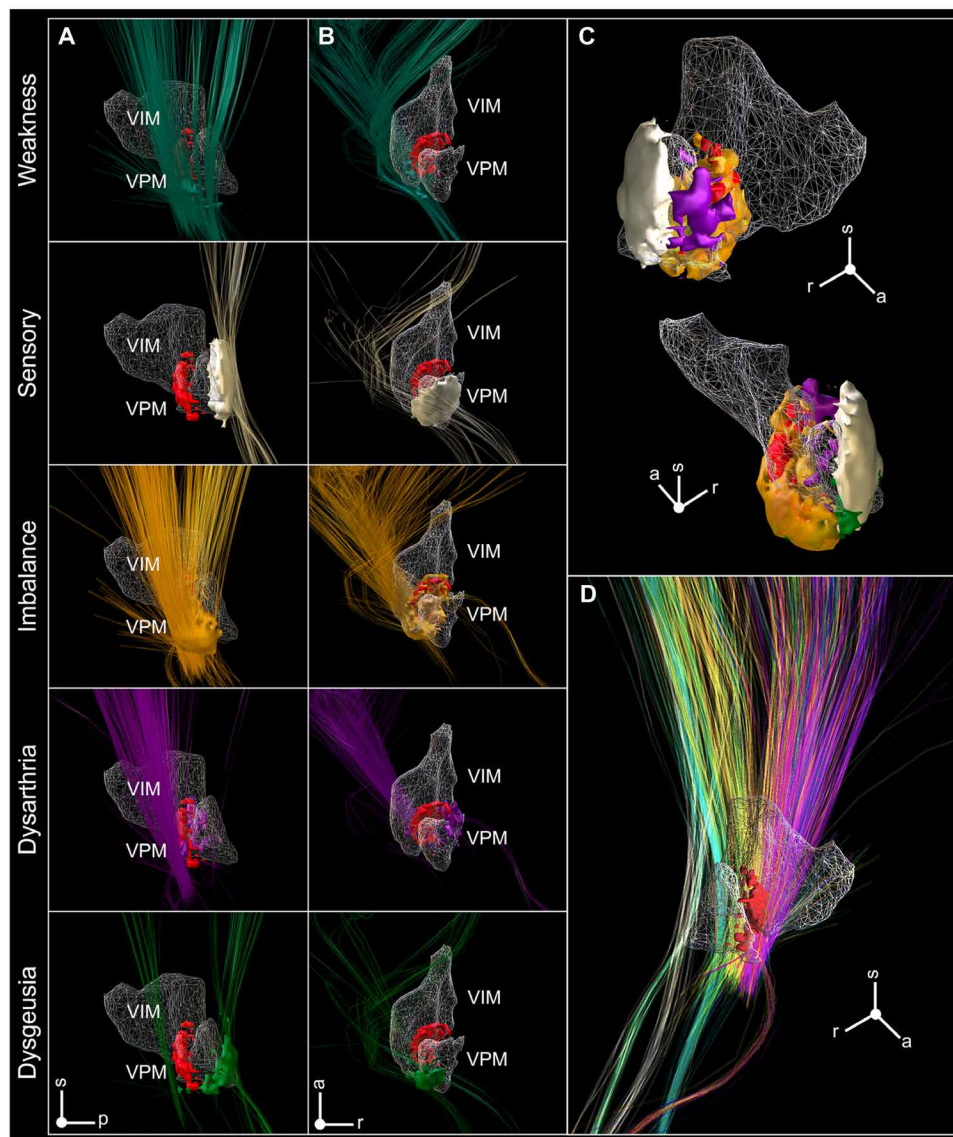 A
B
C
Weakness
VIM
VPM
VIM
VPM
s
r
a
Sensory
VIM
VPM
VIM
VPM
a
s
r
Imbalance
VIM
VPM
VIM
VPM
D
Dysarthria
VIM
VPM
VIM
VPM
Dysgeusia
VIM
VPM
s
p
VIM
VPM
a
r
s
r
a